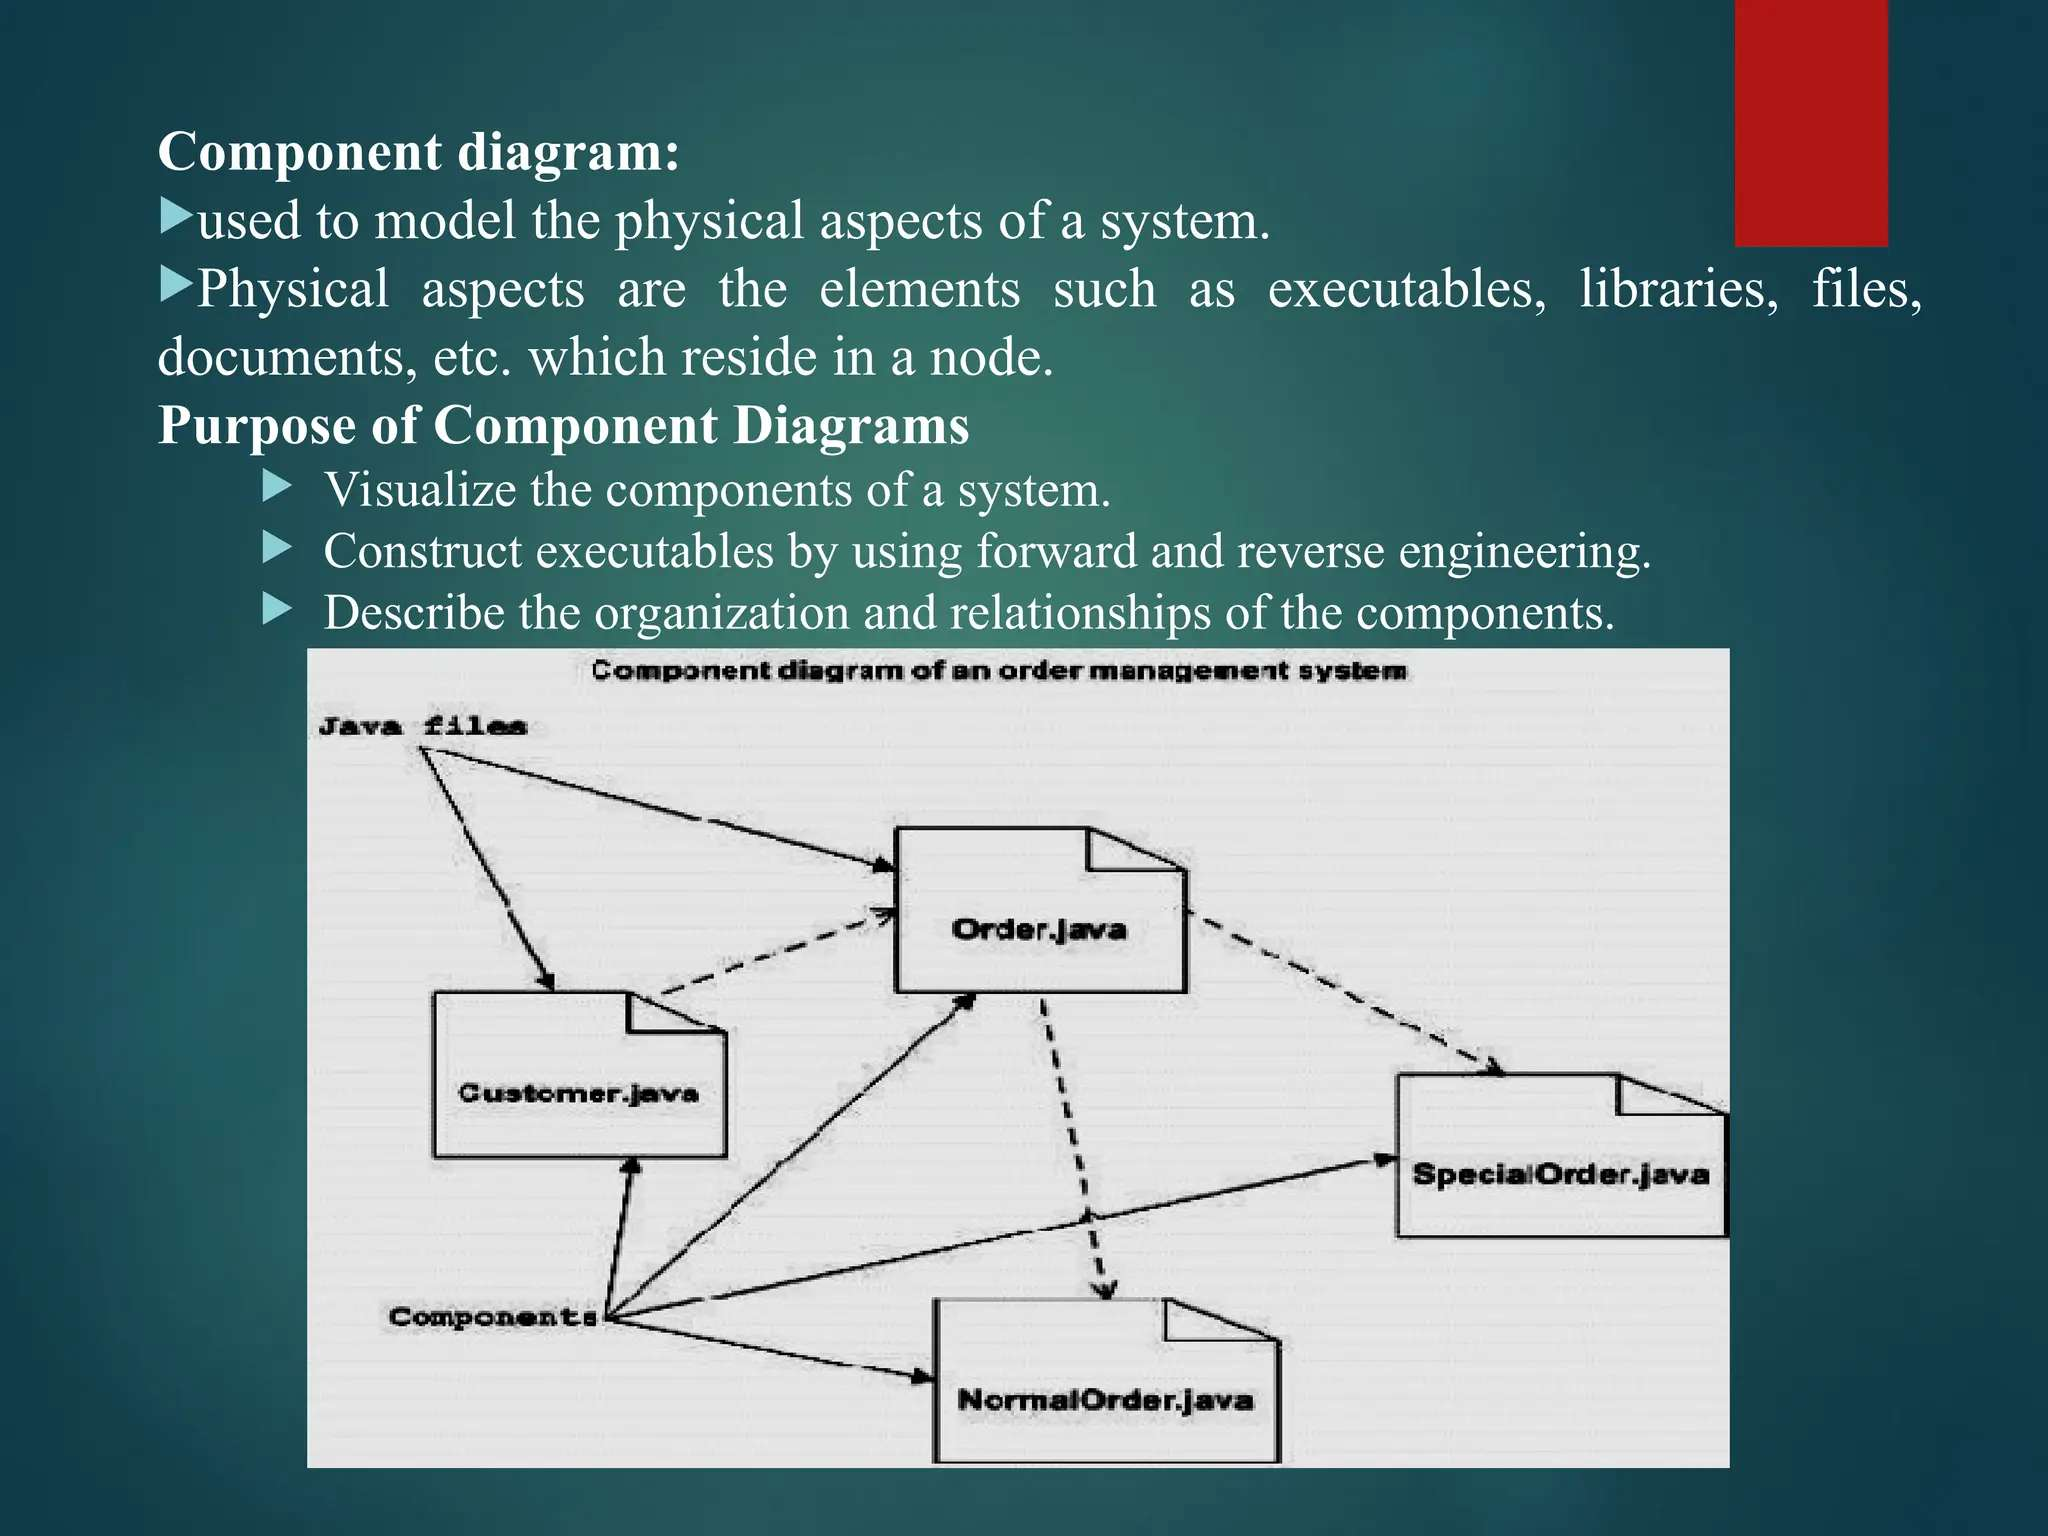 Component diagram:
used to model the physical aspects of a system.
Physical aspects are the elements such as executables, libraries, files,
documents, etc. which reside in a node.
Purpose of Component Diagrams
Visualize the components of a system.
Construct executables by using forward and reverse engineering.
Describe the organization and relationships of the components.
Component diagram of an order management system
Java files
Order.java
Customer.java
SpecialOrder.java
Components
NormalOrder.java